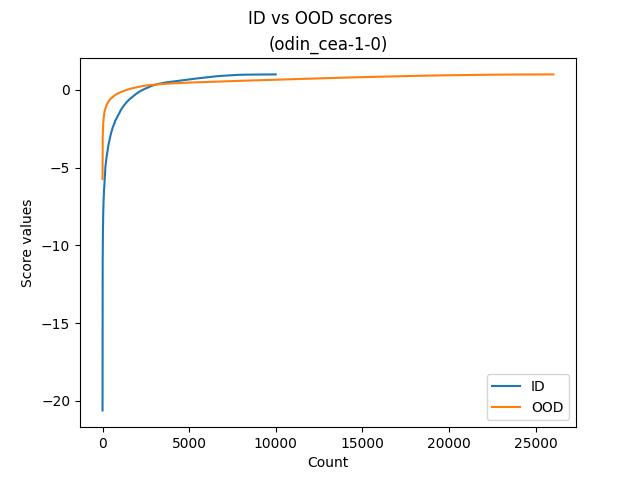 ID vs OOD scores
(odin_cea-1-0)
0
−5
−10
−15
−20
Score values
0
5000
10000
15000
20000
25000
Count
ID
OOD